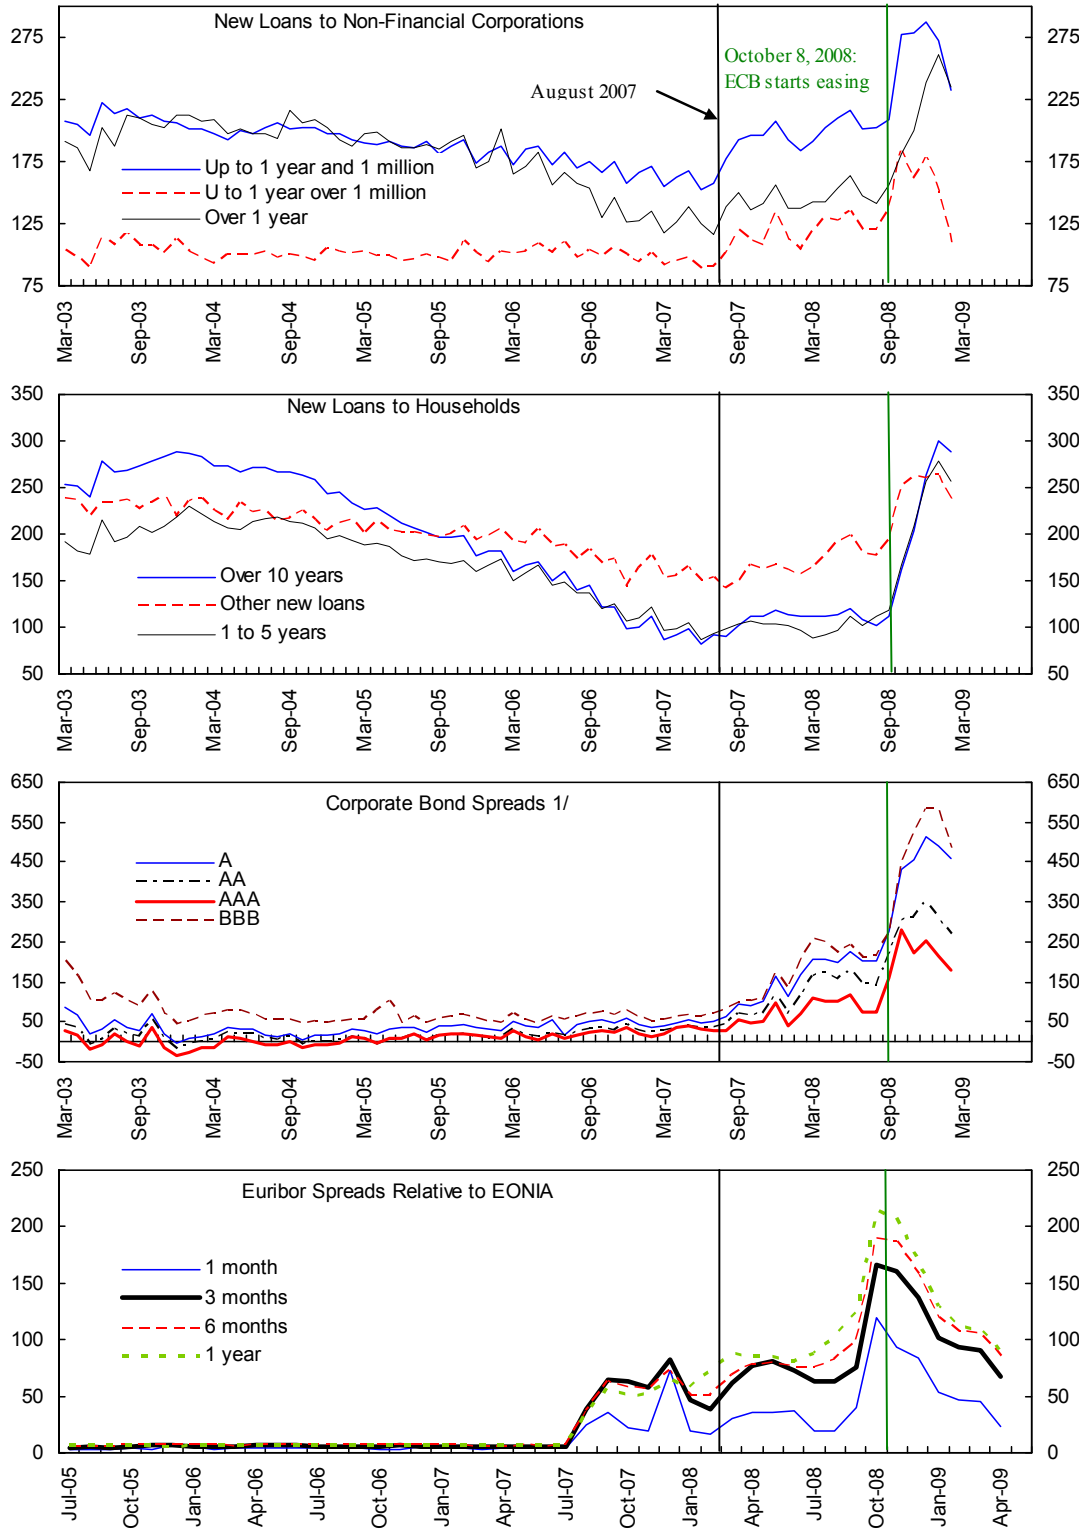 New Loans to Non-Financial Corporations
275
225
175
125
75
275
225
175
125
75
October 8, 2008:
ECB starts easing
August 2007
Up to 1 year and 1 million
U to 1 year over 1 million
Over 1 year
Mar-03
Sep-03
Mar-04
Sep-04
Mar-05
Sep-05
Mar-06
Sep-06
Mar-07
Sep-07
Mar-08
Sep-08
Mar-09
New Loans to Households
350
300
250
200
150
100
50
350
300
250
200
150
100
50
Over 10 years
Other new loans
1 to 5 years
Mar-03
Sep-03
Mar-04
Sep-04
Mar-05
Sep-05
Mar-06
Sep-06
Mar-07
Sep-07
Mar-08
Sep-08
Mar-09
Corporate Bond Spreads 1/
650
550
450
350
250
150
50
-50
650
550
450
350
250
150
50
-50
A
AA
AAA
BBB
Mar-03
Sep-03
Mar-04
Sep-04
Mar-05
Sep-05
Mar-06
Sep-06
Mar-07
Sep-07
Mar-08
Sep-08
Mar-09
Euribor Spreads Relative to EONIA
250
200
150
100
50
0
250
200
150
100
50
0
1 month
3 months
6 months
1 year
Jul-05
Oct-05
Jan-06
Apr-06
Jul-06
Oct-06
Jan-07
Apr-07
Jul-07
Oct-07
Jan-08
Apr-08
Jul-08
Oct-08
Jan-09
Apr-09